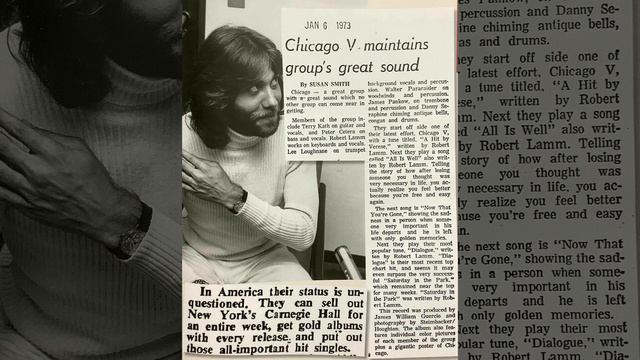 JAN 6 1973
Chicago V maintains
group's great sound
By SUSAN SMITH
Chicago — a great group
with a great sound which no
other group can come near in
getting.
Members of the group in-
clude Terry Kath on guitar
and vocals, and Peter Cetera on
bass and vocals, Robert Lamm
works on keyboards and vocals,
Lee Loughnane on trumpet
background vocals and percus-
sion. Walter Parazaider on
woodwinds and percussion.
James Pankow, on trombone
and percussion and Danny Se-
raphine chiming antique bells,
congas and drums.
They start off side one of
their latest effort, Chicago V,
with a tune titled, "A Hit by
Verese," written by Robert
Lamm. Next they play a song
called "All Is Well" also writ-
ten by Robert Lamm. Telling
the story of how after losing
someone you thought was
very necessary in life, you ac-
tually realize you feel better
because you're free and easy
again.
The next song is "Now That
You're Gone," showing the sad-
ness in a person when some-
one very important in his
life departs and he is left
with only golden memories.
Next they play their most
popular tune, "Dialogue," writ-
ten by Robert Lamm. "Dia-
logue" is their most recent top
chart hit, and seems it may
even surpass the very success-
ful "Saturday in the Park,"
which remained near the top
for many weeks. "Saturday in
the Park" was written by Rob-
ert Lamm.
This record was produced by
James William Guercio and
photography by
The album also fea-
tures individual color pictures
of each member of the group
plus a gigantic poster of Chi-
cago.
In America their status is un-
questioned. They can sell out
New York's Carnegie Hall for
an entire week, get gold albums
with every release and put out
those all-important hit singles.
percussion and Danny Se-
ine chiming antique bells,
as and drums.
ey start off side one of
latest effort, Chicago V,
a tune titled, "A Hit by
se," written by Robert
m. Next they play a song
d "All Is Well" also writ-
by Robert Lamm. Telling
story of how after losing
eone you thought was
necessary in life, you ac-
ly realize you feel better
use you're free and easy
n.
he next song is "Now That
're Gone," showing the sad-
in a person when some-
very important in his
departs and he is left
only golden memories.
ext they play their most
ular tune, "Dialogue," writ-
by Robert Lamm. "Dia-